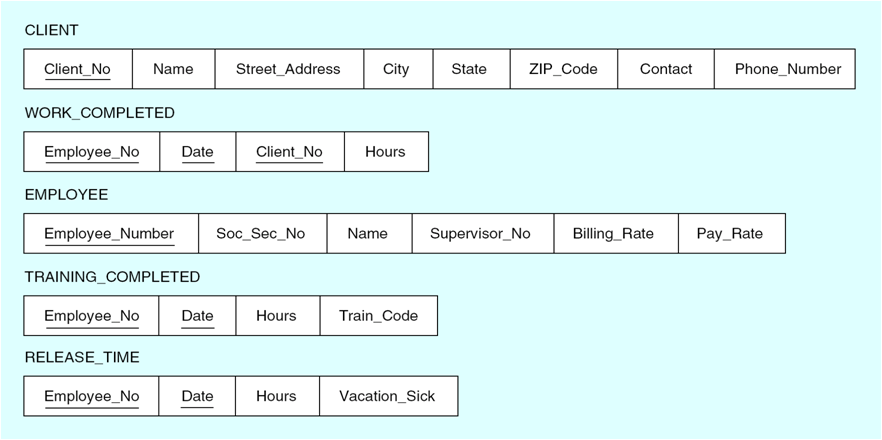 CLIENT
Client_No Name Street_Address City State ZIP_Code Contact Phone_Number
WORK_COMPLETED
Employee_No Date Client_No Hours
EMPLOYEE
Employee_Number Soc_Sec_No Name Supervisor_No Billing_Rate Pay_Rate
TRAINING_COMPLETED
Employee_No Date Hours Train_Code
RELEASE_TIME
Employee_No Date Hours Vacation_Sick